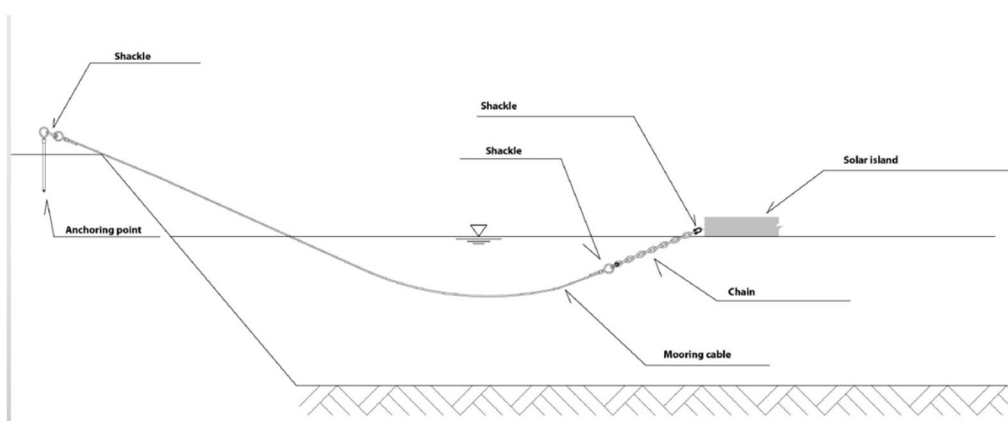 Shackle
Shackle
Shackle
Solar island
Anchoring point
Chain
Mooring cable